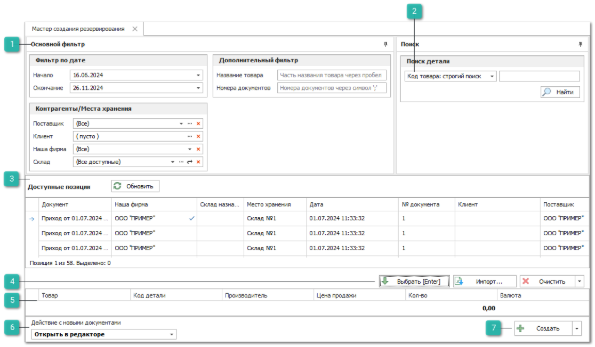 2
Мастер создания резервирования
1 Основной фильтр
Поиск
Фильтр по дате
Начало 16.06.2024
Окончание 26.11.2024
Дополнительный фильтр
Название товара Часть названия товара через пробел
Номера документов Номера документов через символ ';'
Поиск детали
Код товара: строгий поиск
Найти
Контрагенты/Места хранения
Поставщик (Все)
Клиент ( пусто )
Наша фирма (Все)
Склад (Все доступные)
3
Доступные позиции Обновить
Документ Наша фирма Склад назна... Место хранения Дата № документа Клиент Поставщик
Приход от 01.07.2024 ... ООО "ПРИМЕР" Склад №1 01.07.2024 11:33:32 1 ООО "ПРИМЕР"
Приход от 01.07.2024 ... ООО "ПРИМЕР" Склад №1 01.07.2024 11:33:32 1 ООО "ПРИМЕР"
Приход от 01.07.2024 ... ООО "ПРИМЕР" Склад №1 01.07.2024 11:33:32 1 ООО "ПРИМЕР"
Позиция 1 из 58. Выделено: 0
4 Выбрать [Enter] Импорт... Очистить
5 Товар Код детали Производитель Цена продажи Кол-во Валюта
0,00
6 Действие с новыми документами
Открыть в редакторе
7 Создать